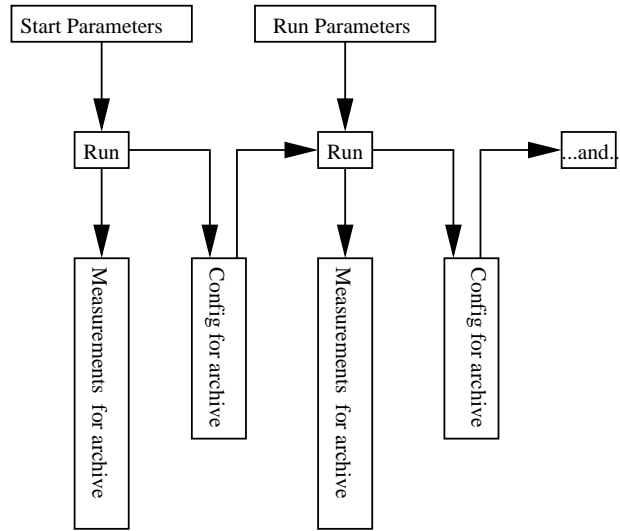 Start Parameters
Run Parameters
Run
Run
...and..
Measurements for archive
Config for archive
Measurements for archive
Config for archive